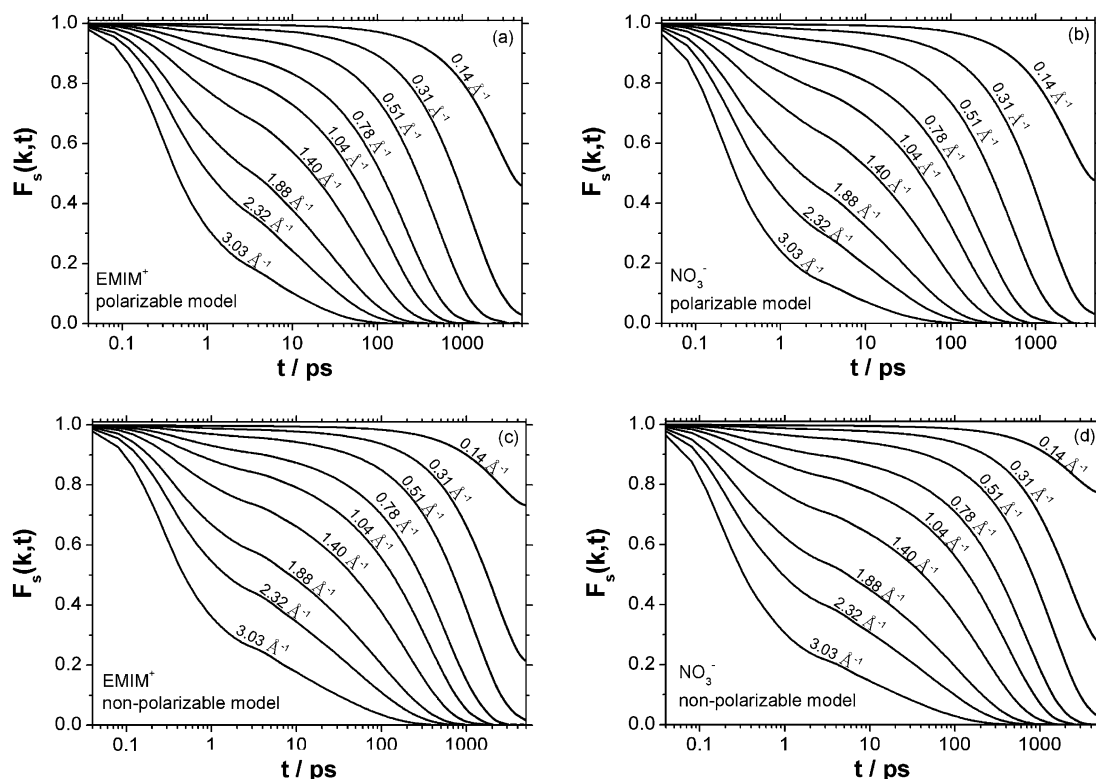 (a)
F_s(k,t)
1.0
0.8
0.6
0.4
0.2
0.0
0.14 Å⁻¹
0.31 Å⁻¹
0.51 Å⁻¹
0.78 Å⁻¹
1.04 Å⁻¹
1.40 Å⁻¹
1.88 Å⁻¹
2.32 Å⁻¹
3.03 Å⁻¹
EMIM⁺
polarizable model
0.1 1 10 100 1000
t / ps
(b)
F_s(k,t)
1.0
0.8
0.6
0.4
0.2
0.0
0.14 Å⁻¹
0.31 Å⁻¹
0.51 Å⁻¹
0.78 Å⁻¹
1.04 Å⁻¹
1.40 Å⁻¹
1.88 Å⁻¹
2.32 Å⁻¹
3.03 Å⁻¹
NO₃⁻
polarizable model
0.1 1 10 100 1000
t / ps
(c)
F_s(k,t)
1.0
0.8
0.6
0.4
0.2
0.0
0.14 Å⁻¹
0.31 Å⁻¹
0.51 Å⁻¹
0.78 Å⁻¹
1.04 Å⁻¹
1.40 Å⁻¹
1.88 Å⁻¹
2.32 Å⁻¹
3.03 Å⁻¹
EMIM⁺
non-polarizable model
0.1 1 10 100 1000
t / ps
(d)
F_s(k,t)
1.0
0.8
0.6
0.4
0.2
0.0
0.14 Å⁻¹
0.31 Å⁻¹
0.51 Å⁻¹
0.78 Å⁻¹
1.04 Å⁻¹
1.40 Å⁻¹
1.88 Å⁻¹
2.32 Å⁻¹
3.03 Å⁻¹
NO₃⁻
non-polarizable model
0.1 1 10 100 1000
t / ps